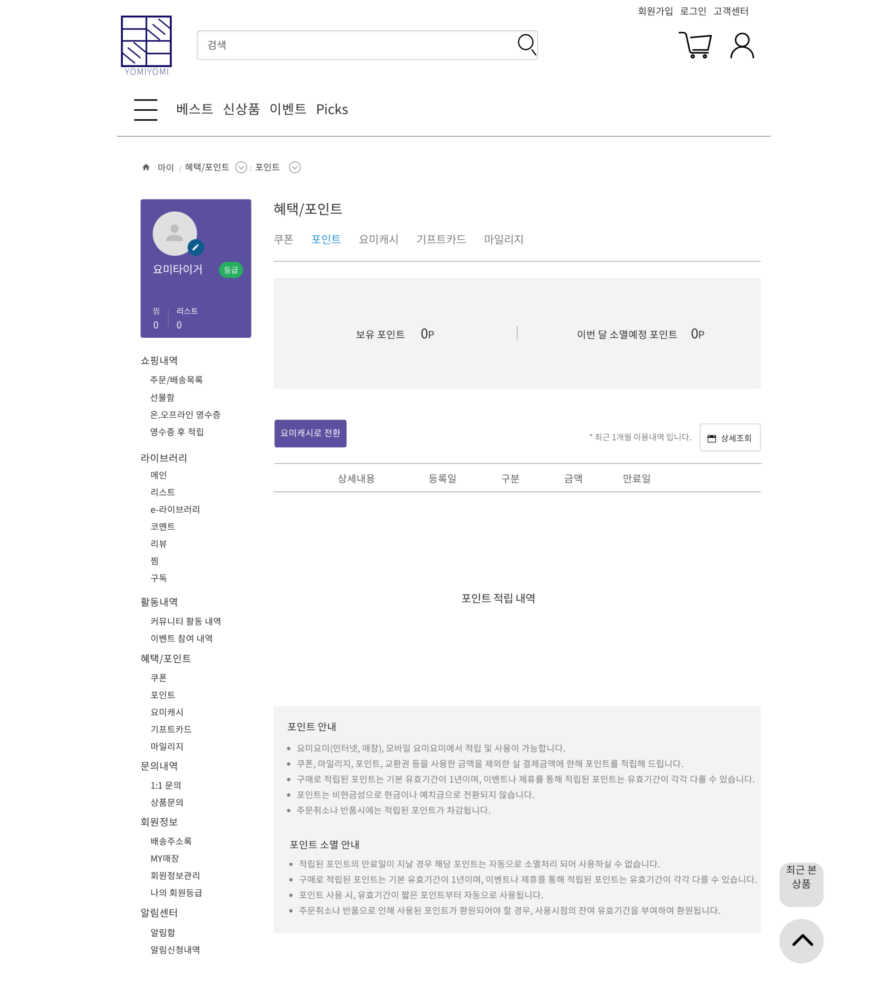 회원가입 로그인 고객센터
검색
YOMIYOMI
베스트 신상품 이벤트 Picks
마이 / 혜택/포인트 / 포인트
요미타이거 등급
찜 리스트
0 0
쇼핑내역
주문/배송목록
선물함
온.오프라인 영수증
영수증 후 적립
라이브러리
메인
리스트
e-라이브러리
코멘트
리뷰
찜
구독
활동내역
커뮤니티 활동 내역
이벤트 참여 내역
혜택/포인트
쿠폰
포인트
요미캐시
기프트카드
마일리지
문의내역
1:1 문의
상품문의
회원정보
배송주소록
MY매장
회원정보관리
나의 회원등급
알림센터
알림함
알림신청내역
혜택/포인트
쿠폰 포인트 요미캐시 기프트카드 마일리지
보유 포인트 0P 이번 달 소멸예정 포인트 0P
요미캐시로 전환 * 최근 1개월 이용내역 입니다. 상세조회
상세내용 등록일 구분 금액 만료일
포인트 적립 내역
포인트 안내
• 요미요미(인터넷, 매장), 모바일 요미요미에서 적립 및 사용이 가능합니다.
• 쿠폰, 마일리지, 포인트, 교환권 등을 사용한 금액을 제외한 실 결제금액에 한해 포인트를 적립해 드립니다.
• 구매로 적립된 포인트는 기본 유효기간이 1년이며, 이벤트나 제휴를 통해 적립된 포인트는 유효기간이 각각 다를 수 있습니다.
• 포인트는 비현금성으로 현금이나 예치금으로 전환되지 않습니다.
• 주문취소나 반품시에는 적립된 포인트가 차감됩니다.
포인트 소멸 안내
• 적립된 포인트의 만료일이 지날 경우 해당 포인트는 자동으로 소멸처리 되어 사용하실 수 없습니다.
• 구매로 적립된 포인트는 기본 유효기간이 1년이며, 이벤트나 제휴를 통해 적립된 포인트는 유효기간이 각각 다를 수 있습니다.
• 포인트 사용 시, 유효기간이 짧은 포인트부터 자동으로 사용됩니다.
• 주문취소나 반품으로 인해 사용된 포인트가 환원되어야 할 경우, 사용시점의 잔여 유효기간을 부여하여 환원됩니다.
최근 본
상품